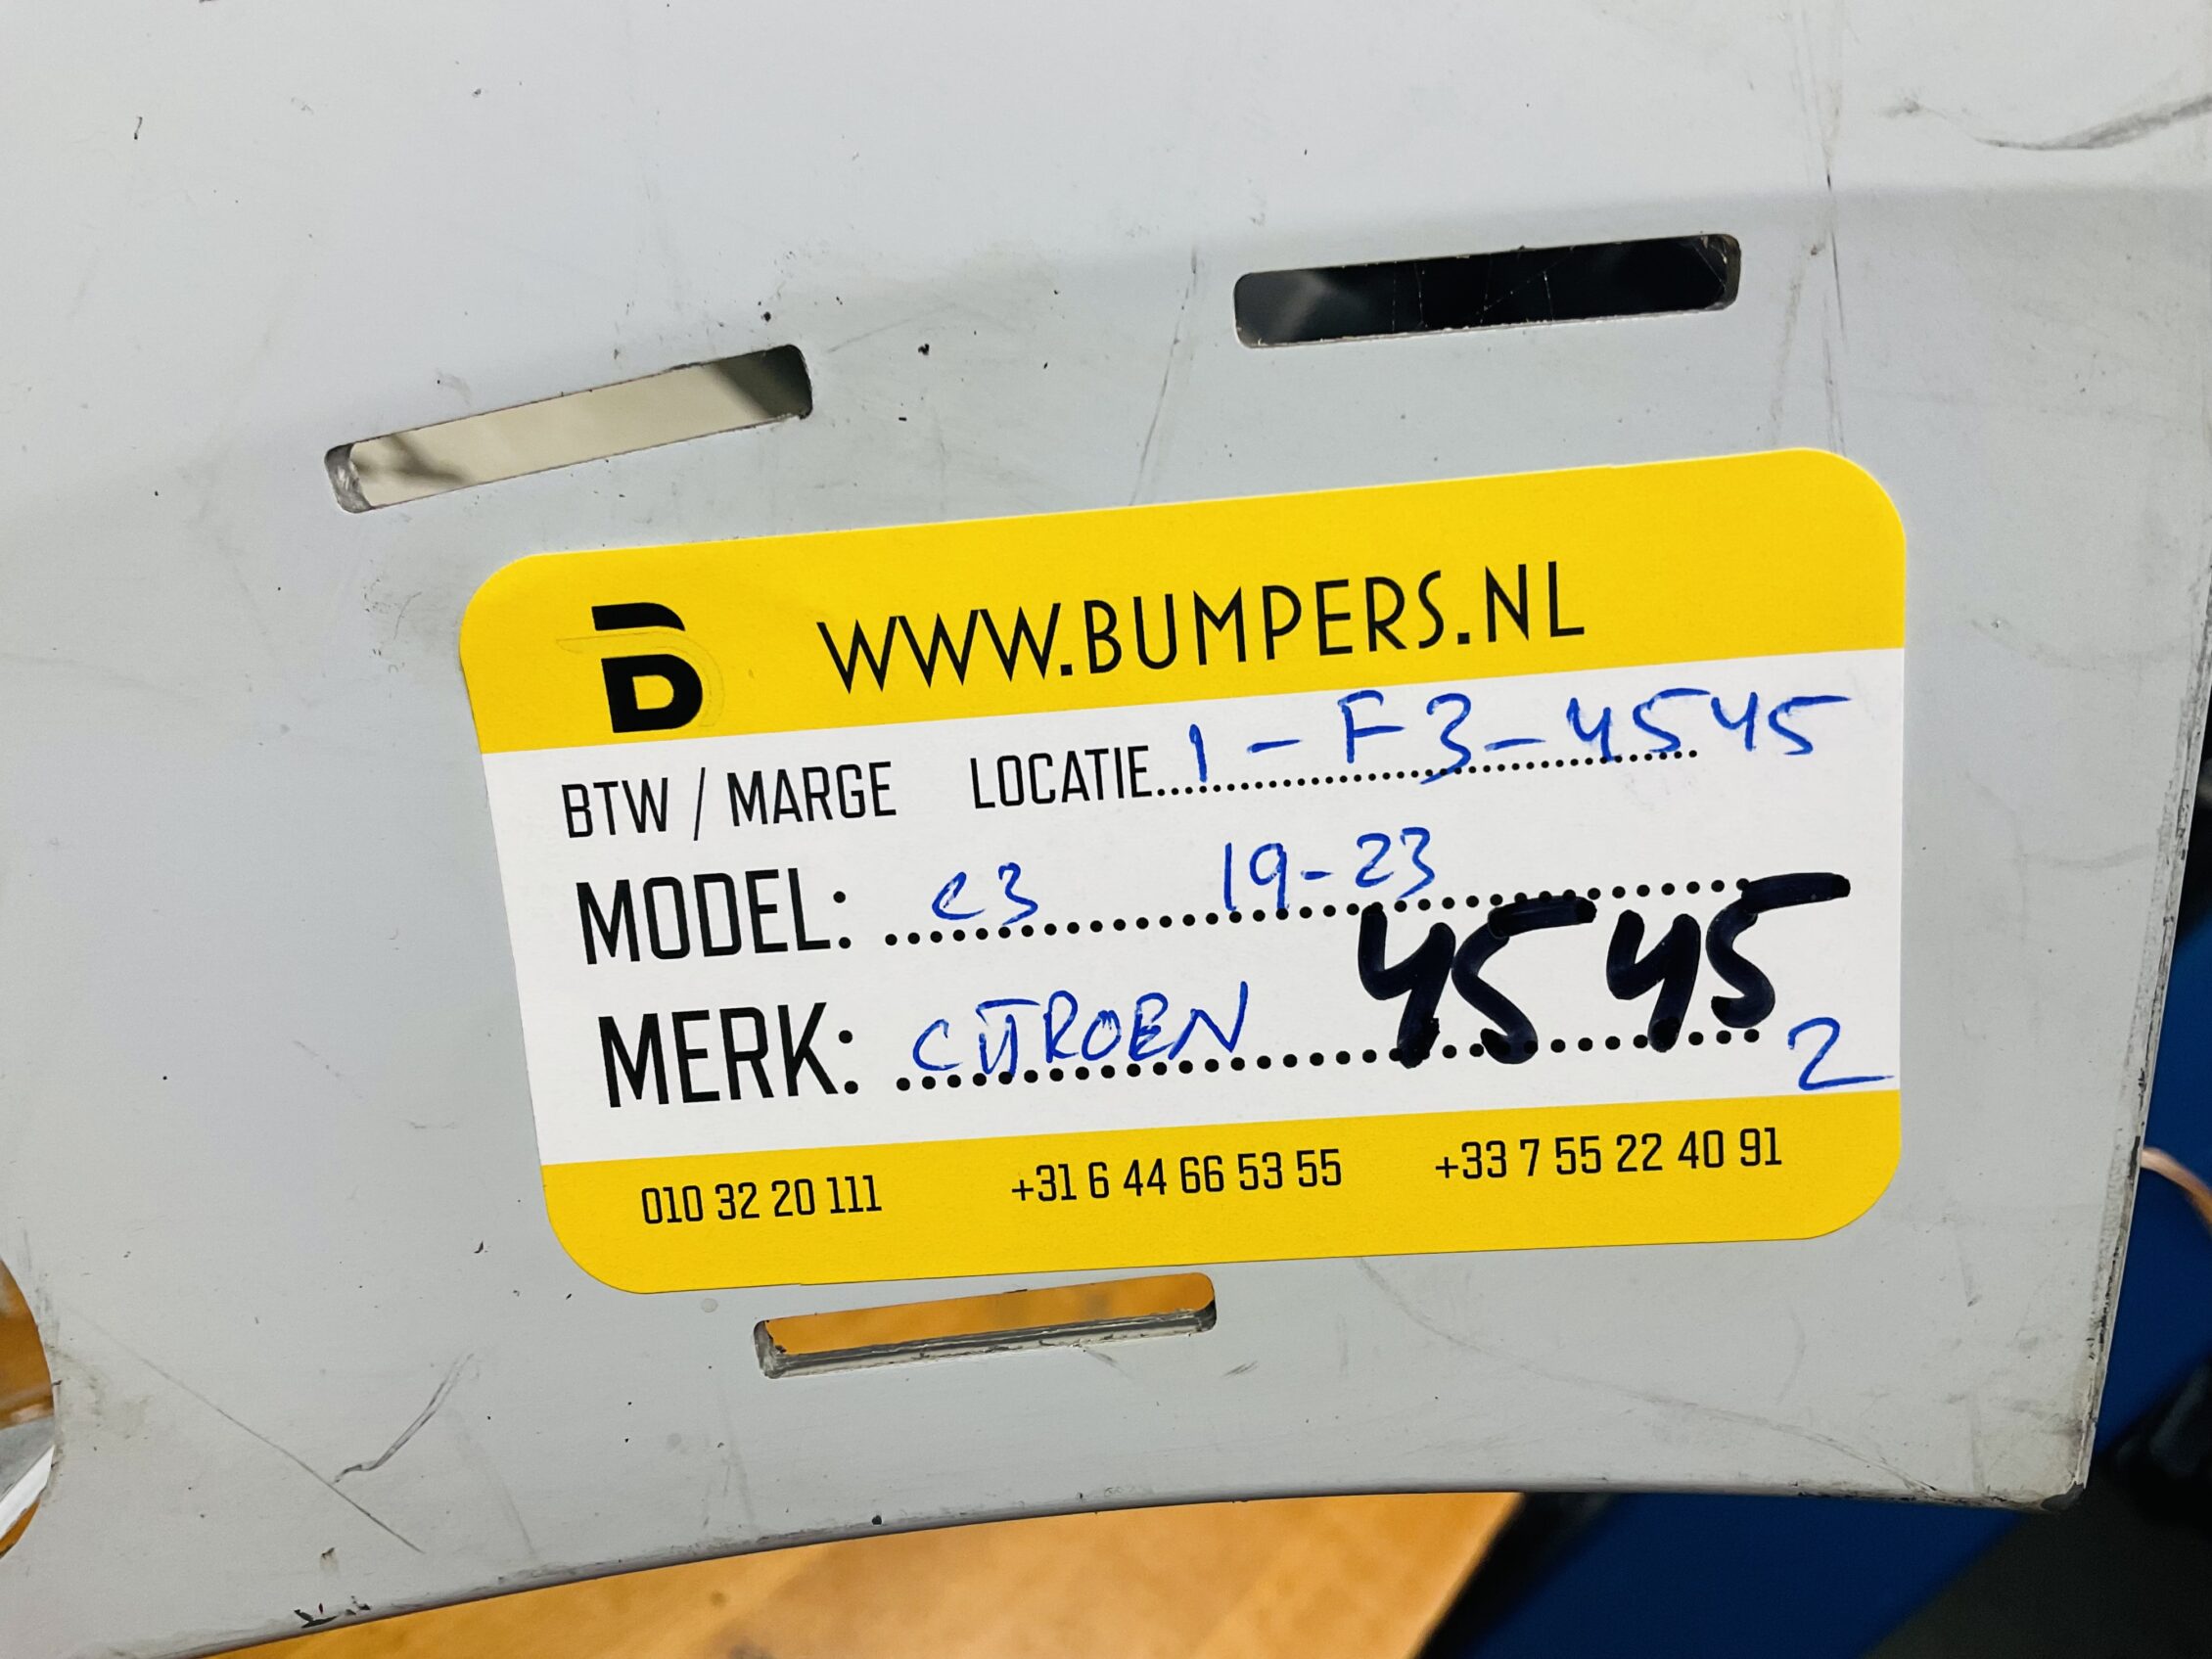 B WWW.BUMPERS.NL
BTW / MARGE LOCATIE...1-F3-4545
MODEL: C3 19-23
4545
MERK: CITROEN 2
010 32 20 111 +31 6 44 66 53 55 +33 7 55 22 40 91